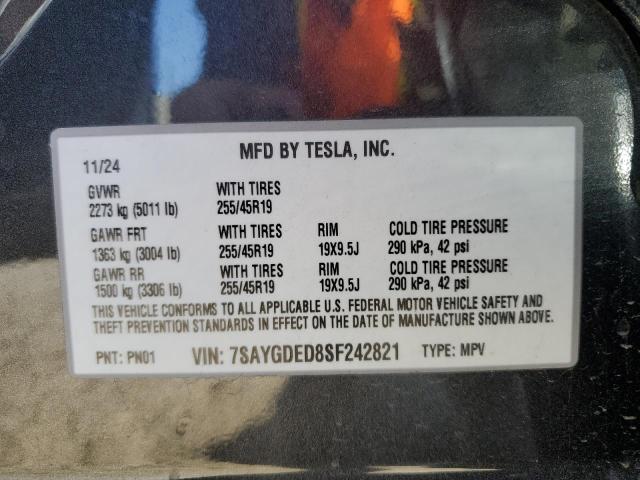 MFD BY TESLA, INC.
11/24
GVWR WITH TIRES
2273 kg (5011 lb) 255/45R19
GAWR FRT WITH TIRES RIM COLD TIRE PRESSURE
1363 kg (3004 lb) 255/45R19 19X9.5J 290 kPa, 42 psi
GAWR RR WITH TIRES RIM COLD TIRE PRESSURE
1500 kg (3306 lb) 255/45R19 19X9.5J 290 kPa, 42 psi
THIS VEHICLE CONFORMS TO ALL APPLICABLE U.S. FEDERAL MOTOR VEHICLE SAFETY AND
THEFT PREVENTION STANDARDS IN EFFECT ON THE DATE OF MANUFACTURE SHOWN ABOVE.
PNT: PN01 VIN: 7SAYGDED8SF242821 TYPE: MPV